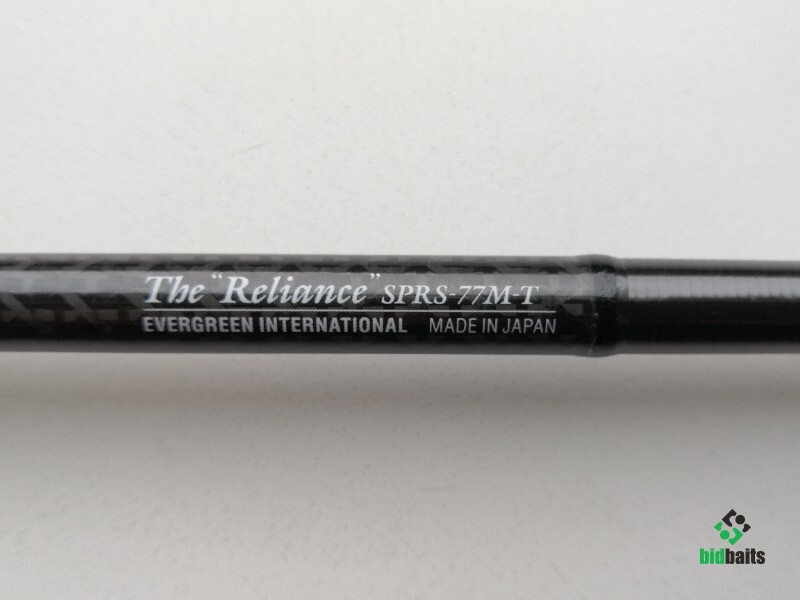 The “Reliance” SPRS-77M-T
EVERGREEN INTERNATIONAL MADE IN JAPAN
bidbaits